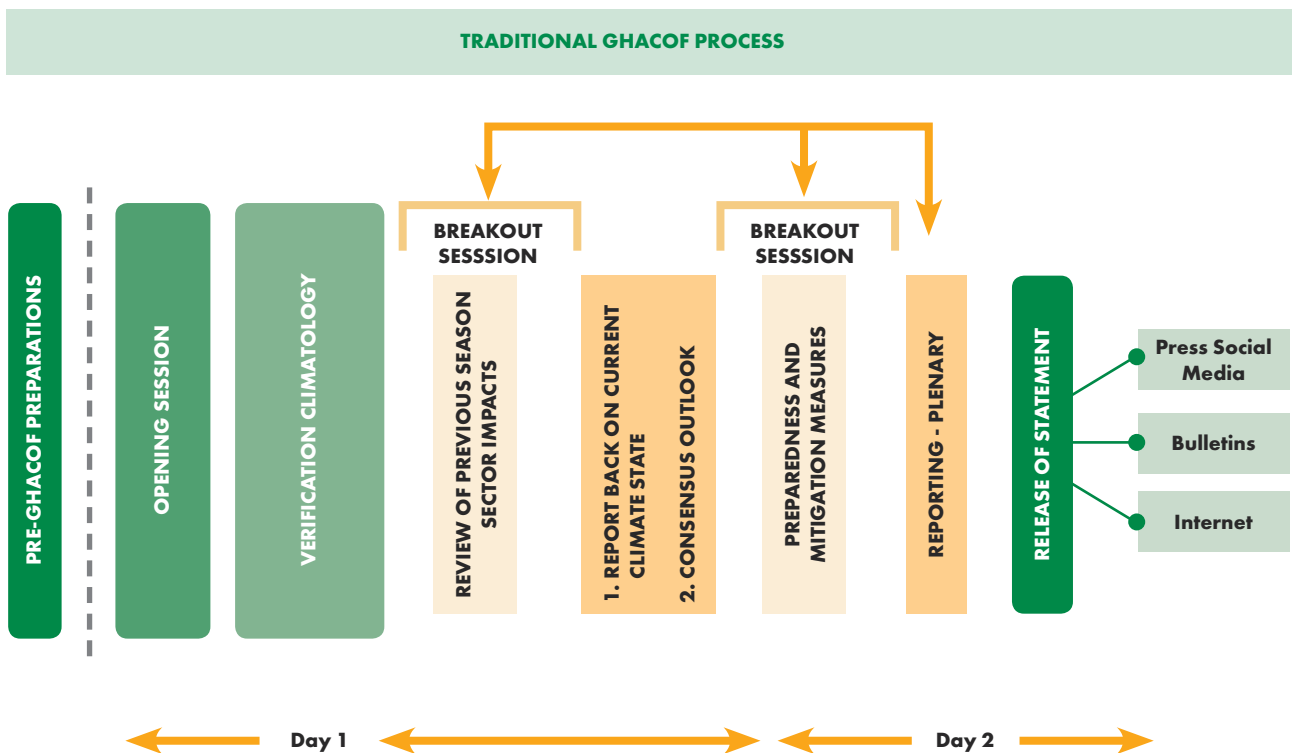 TRADITIONAL GHACOF PROCESS
PRE-GHACOF PREPARATIONS
OPENING SESSION
VERIFICATION CLIMATOLOGY
BREAKOUT
SESSSION
REVIEW OF PREVIOUS SEASON
SECTOR IMPACTS
1. REPORT BACK ON CURRENT
CLIMATE STATE
2. CONSENSUS OUTLOOK
BREAKOUT
SESSSION
PREPAREDNESS AND
MITIGATION MEASURES
REPORTING - PLENARY
RELEASE OF STATEMENT
Press Social
Media
Bulletins
Internet
Day 1
Day 2